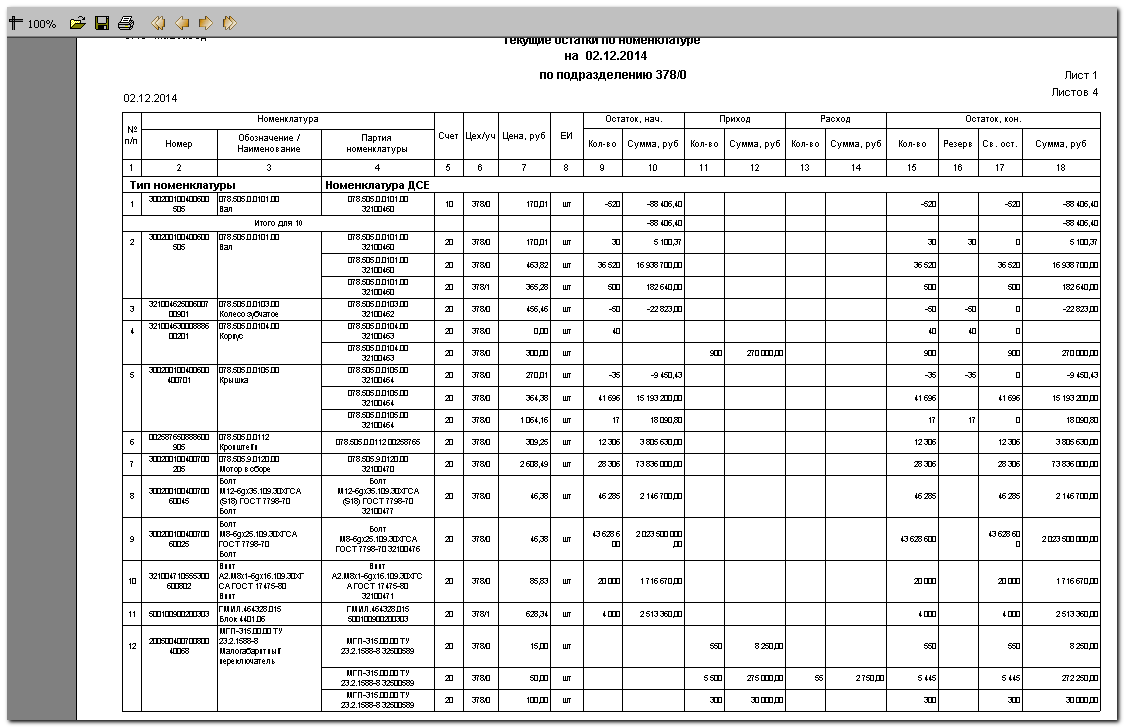 100%
Текущие остатки по номенклатуре
на 02.12.2014
по подразделению 378/0
Лист 1
Листов 4
02.12.2014
№ п/п Номенклатура Счет Цех/уч Цена, руб ЕИ Остаток, нач. Приход Расход Остаток, кон.
Номер Обозначение / Наименование Партия номенклатуры Кол-во Сумма, руб Кол-во Сумма, руб Кол-во Сумма, руб Кол-во Резерв Св. ост. Сумма, руб
1 2 3 4 5 6 7 8 9 10 11 12 13 14 15 16 17 18
Тип номенклатуры Номенклатура ДСЕ
1 300200100400600 505 078.505.0.0101.00 Вал 078.505.0.0101.00 32100460 10 378/0 170,01 шт -520 -88 406,40 -520 -520 -88 406,40
Итого для 10 -88 406,40 -88 406,40
2 300200100400600 505 078.505.0.0101.00 Вал 078.505.0.0101.00 32100460 20 378/0 170,01 шт 30 5 100,37 30 30 0 5 100,37
078.505.0.0101.00 32100460 20 378/0 463,82 шт 36 520 16 938 700,00 36 520 36 520 16 938 700,00
078.505.0.0101.00 32100460 20 378/1 365,28 шт 500 182 640,00 500 500 182 640,00
3 321004625006007 00901 078.505.0.0103.00 Колесо зубчатое 078.505.0.0103.00 32100462 20 378/0 456,46 шт -50 -22 823,00 -50 -50 0 -22 823,00
4 321004630008886 00201 078.505.0.0104.00 Корпус 078.505.0.0104.00 32100463 20 378/0 0,00 шт 40 40 40 0
078.505.0.0104.00 32100463 20 378/0 300,00 шт 900 270 000,00 900 900 270 000,00
5 300200100400600 400701 078.505.0.0105.00 Крышка 078.505.0.0105.00 32100464 20 378/0 270,01 шт -35 -9 450,43 -35 -35 0 -9 450,43
078.505.0.0105.00 32100464 20 378/0 364,38 шт 41 696 15 193 200,00 41 696 41 696 15 193 200,00
078.505.0.0105.00 32100464 20 378/0 1 064,16 шт 17 18 090,80 17 17 0 18 090,80
6 002587650888600 905 078.505.0.0112 Кронштейн 078.505.0.0112 00258765 20 378/0 309,25 шт 12 306 3 805 630,00 12 306 12 306 3 805 630,00
7 300200100400700 205 078.505.9.0120.00 Мотор в сборе 078.505.9.0120.00 32100470 20 378/0 2 608,49 шт 28 306 73 836 000,00 28 306 28 306 73 836 000,00
8 300200100400700 60045 Болт М12-6gх35.109.30ХГСА (S18) ГОСТ 7798-70 Болт Болт М12-6gх35.109.30ХГСА (S18) ГОСТ 7798-70 32100477 20 378/0 46,38 шт 46 285 2 146 700,00 46 285 46 285 2 146 700,00
9 300200100400700 60025 Болт М8-6gх25.109.30ХГСА ГОСТ 7798-70 Болт Болт М8-6gх25.109.30ХГСА ГОСТ 7798-70 32100476 20 378/0 46,38 шт 43 628 6 00 2 023 500 000 ,00 43 628 600 43 628 60 0 2 023 500 000,00
10 321004710555300 600802 Винт А2.М8х1-6gх16.109.30ХГ СА ГОСТ 17475-80 Винт Винт А2.М8х1-6gх16.109.30ХГС А ГОСТ 17475-80 32100471 20 378/0 85,83 шт 20 000 1 716 670,00 20 000 20 000 1 716 670,00
11 500100900200303 ГМИЛ.464328.015 Блок 4401.06 ГМИЛ.464328.015 500100900200303 20 378/1 628,34 шт 4 000 2 513 360,00 4 000 4 000 2 513 360,00
12 200500400700800 40068 МГП-315.00.00 ТУ 23.2.1588-8 Малогабаритный переключатель МГП-315.00.00 ТУ 23.2.1588-8 32500589 20 378/0 15,00 шт 550 8 250,00 550 550 8 250,00
МГП-315.00.00 ТУ 23.2.1588-8 32500589 20 378/0 50,00 шт 5 500 275 000,00 55 2 750,00 5 445 5 445 272 250,00
МГП-315.00.00 ТУ 23.2.1588-8 32500589 20 378/0 100,00 шт 300 30 000,00 300 300 30 000,00